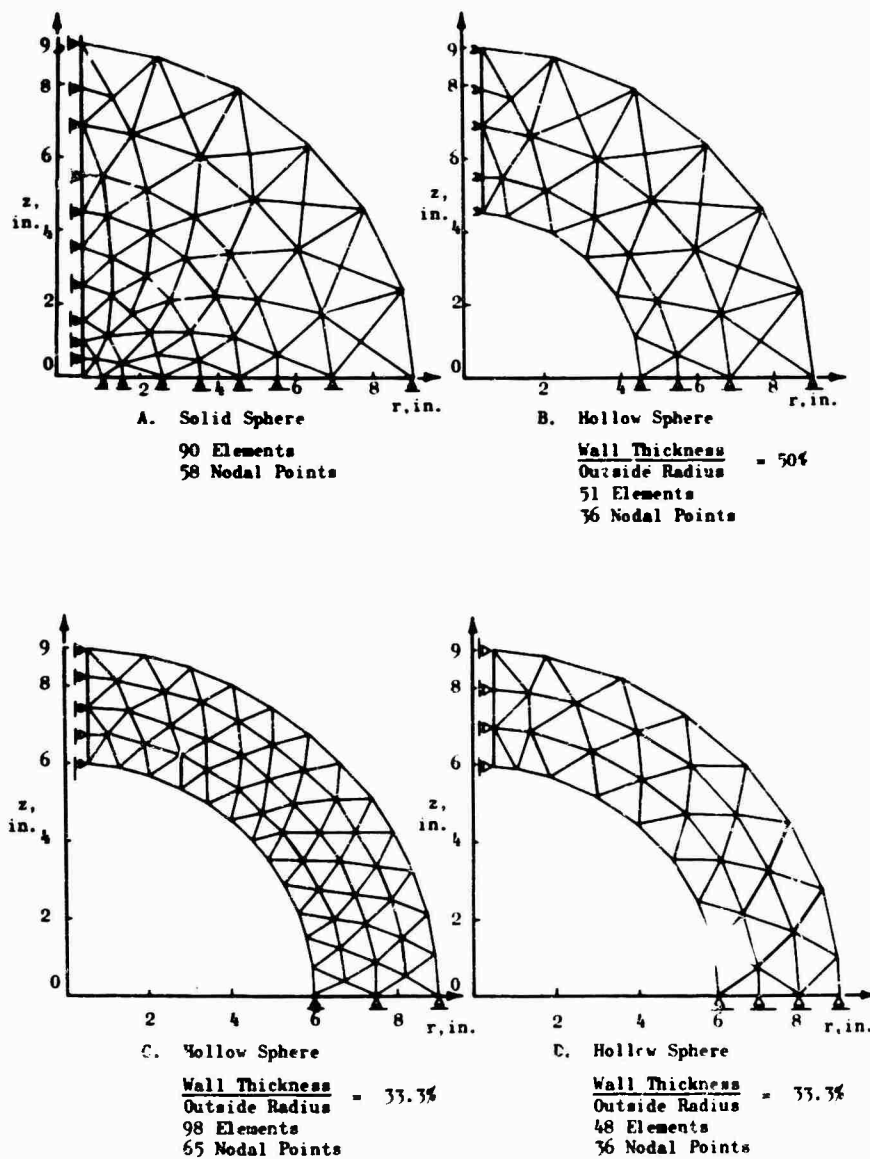 9
8
6
z,
in.
4
2
0
2
4
6
8
r,in.
A. Solid Sphere
90 Elements
58 Nodal Points
9
8
6
z,
in.
4
2
0
2
4
6
8
r,in.
B. Hollow Sphere
Wall Thickness
Outside Radius
= 50%
51 Elements
36 Nodal Points
9
8
6
z,
in.
4
2
0
2
4
6
8
r,in.
C. Hollow Sphere
Wall Thickness
Outside Radius
= 33.3%
98 Elements
65 Nodal Points
9
8
6
z,
in.
4
2
0
2
4
6
8
r,in.
D. Hollow Sphere
Wall Thickness
Outside Radius
= 33.3%
48 Elements
36 Nodal Points